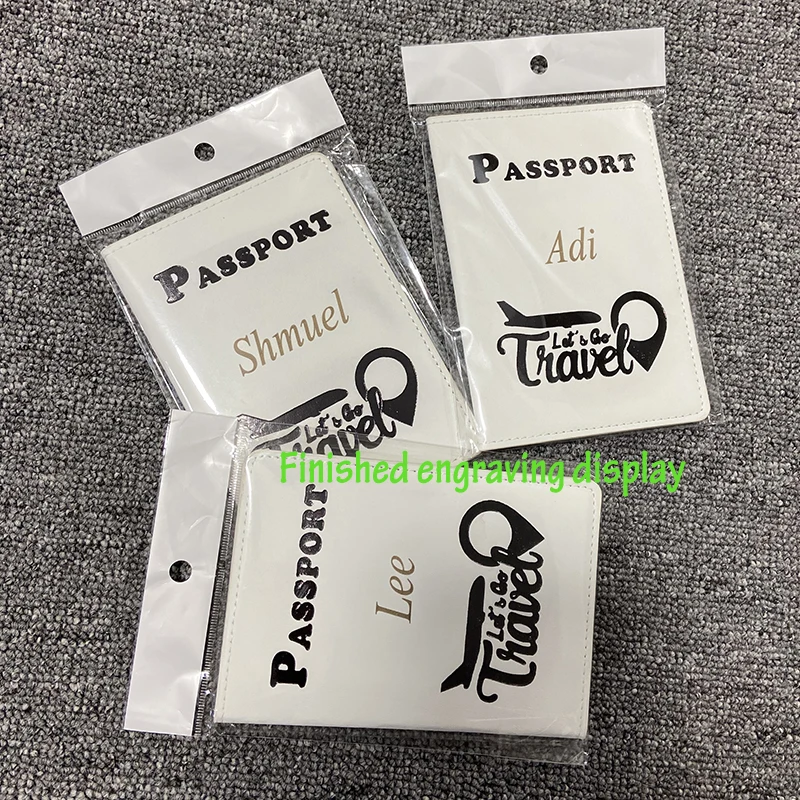 PASSPORT
Shmuel
Let's Go
Travel
PASSPORT
Adi
Let's Go
Travel
Finished engraving display
PASSPORT
Lee
Let's Go
Travel